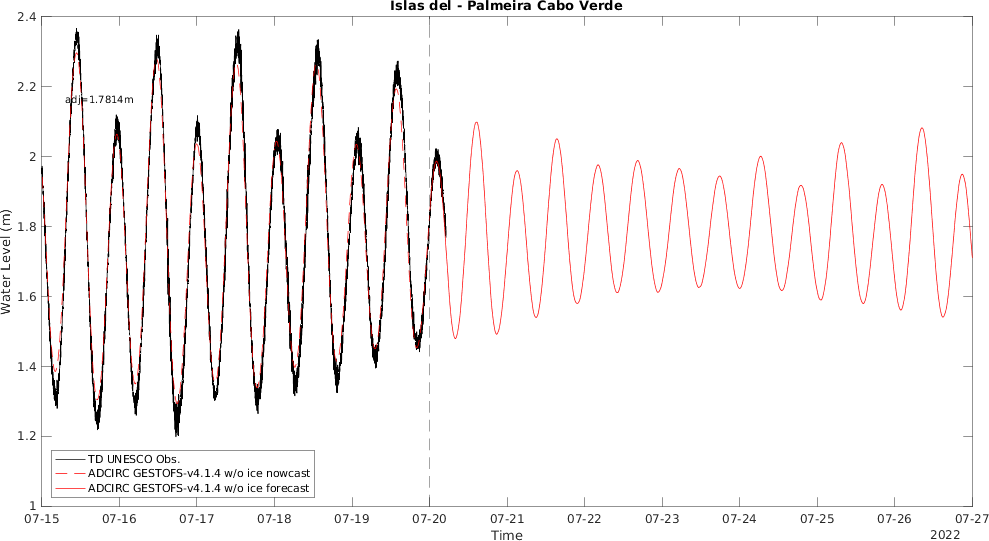 Islas del - Palmeira Cabo Verde
2.4
2.2
2
1.8
1.6
1.4
1.2
1
Water Level (m)
adj=1.7814m
TD UNESCO Obs.
ADCIRC GESTOFS-v4.1.4 w/o ice nowcast
ADCIRC GESTOFS-v4.1.4 w/o ice forecast
07-15 07-16 07-17 07-18 07-19 07-20 07-21 07-22 07-23 07-24 07-25 07-26 07-27
Time
2022